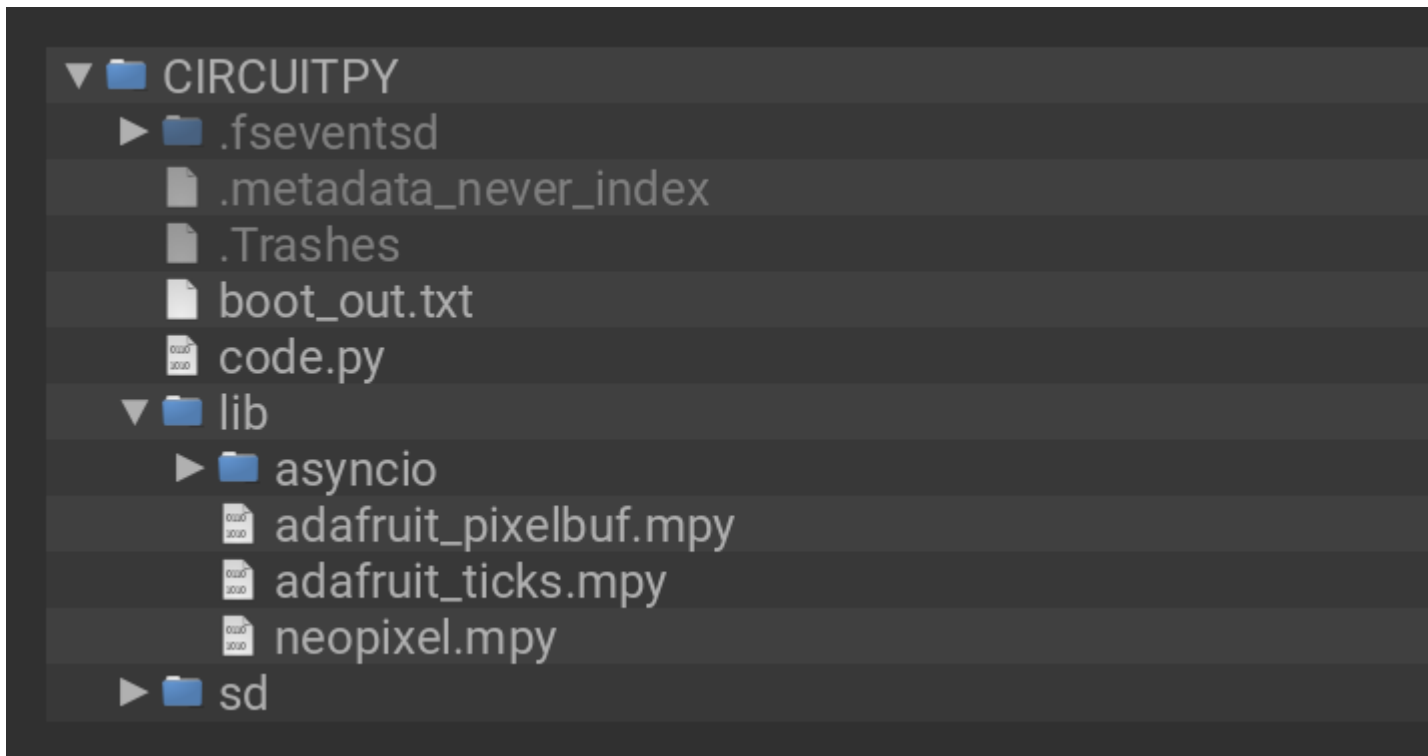 CIRCUITPY
.fseventsd
.metadata_never_index
.Trashes
boot_out.txt
code.py
lib
asyncio
adafruit_pixelbuf.mpy
adafruit_ticks.mpy
neopixel.mpy
sd